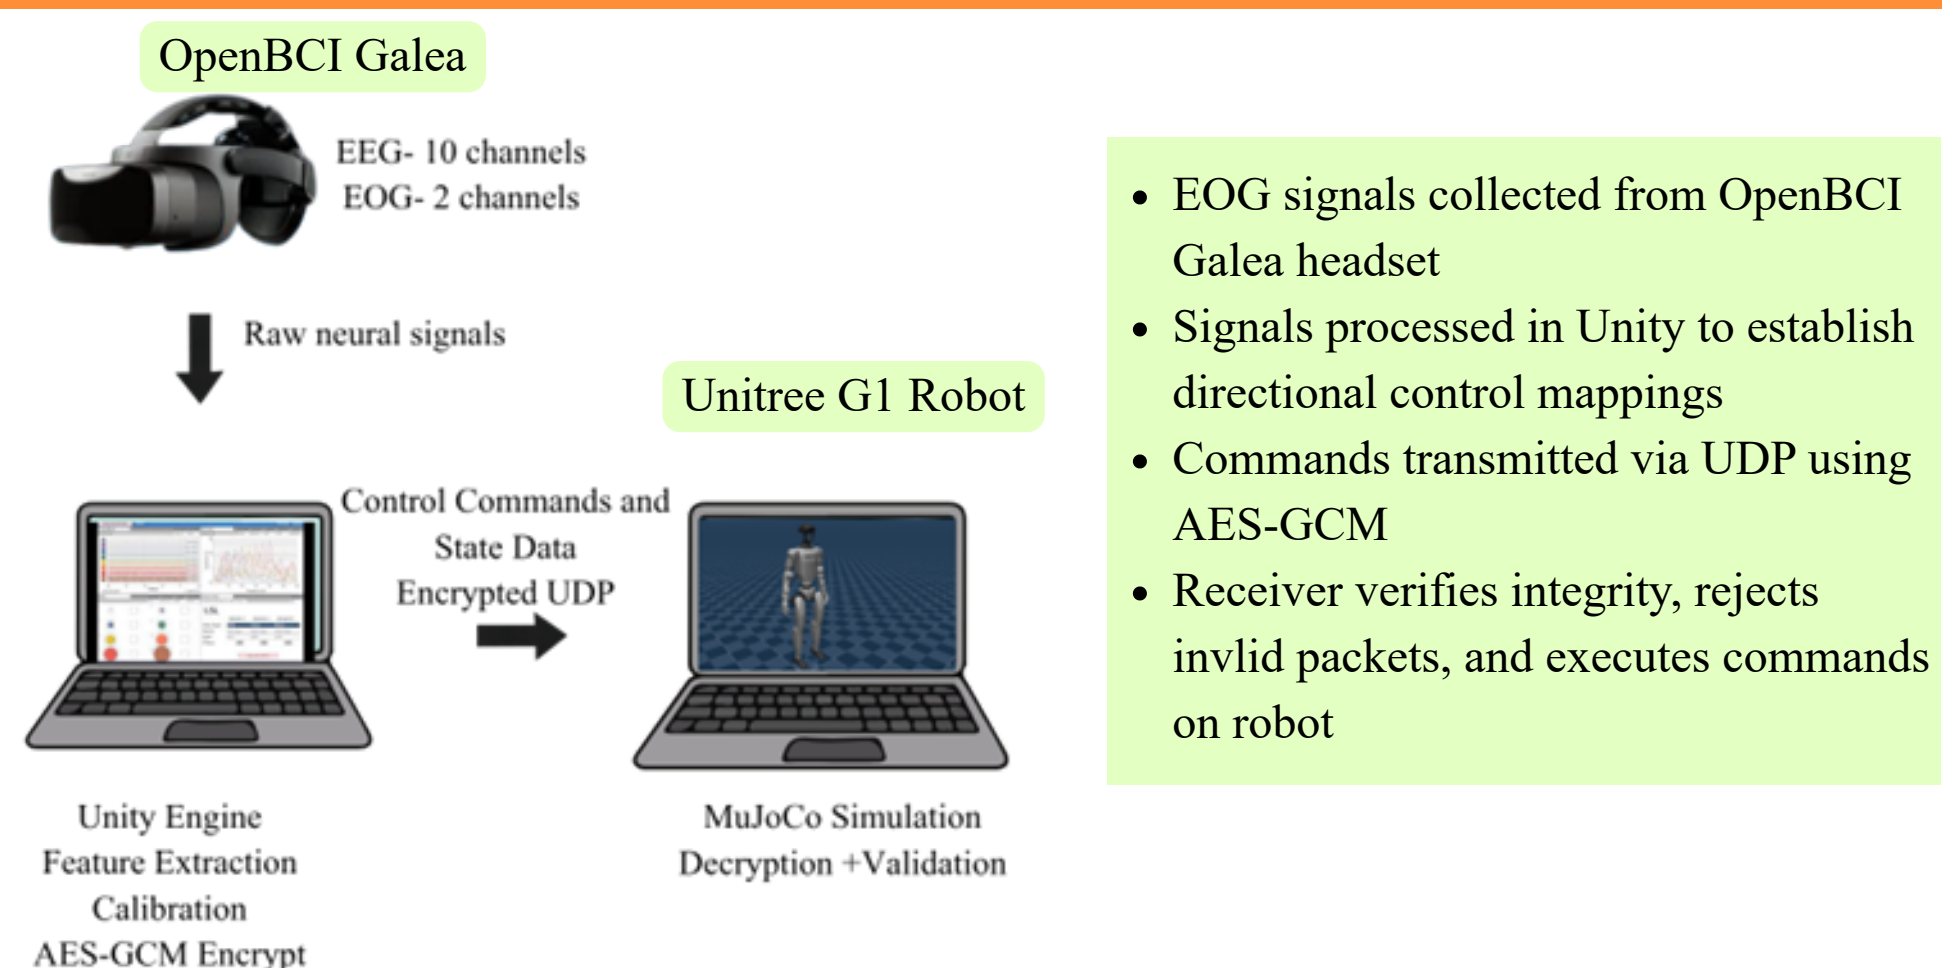 OpenBCI Galea
EEG- 10 channels
EOG- 2 channels
Raw neural signals
Unitree G1 Robot
Control Commands and
State Data
Encrypted UDP
Unity Engine
Feature Extraction
Calibration
AES-GCM Encrypt
MuJoCo Simulation
Decryption +Validation
• EOG signals collected from OpenBCI
Galea headset
• Signals processed in Unity to establish
directional control mappings
• Commands transmitted via UDP using
AES-GCM
• Receiver verifies integrity, rejects
invlid packets, and executes commands
on robot